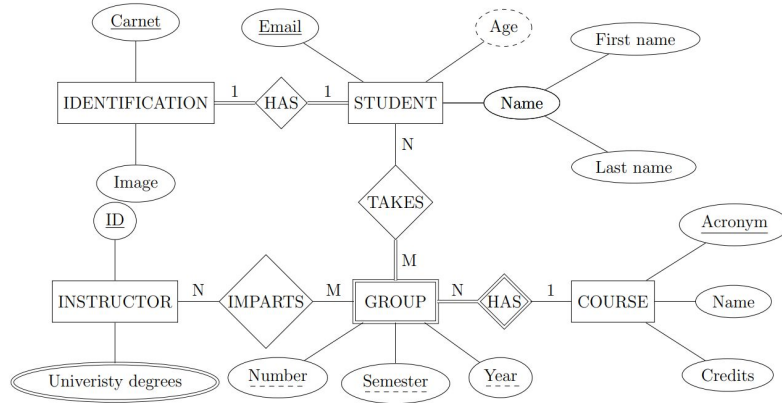 Carnet
Email
Age
First name
IDENTIFICATION
1
HAS
1
STUDENT
Name
Last name
N
Image
TAKES
ID
M
Acronym
INSTRUCTOR
N
IMPARTS
M
GROUP
N
HAS
1
COURSE
Name
Univeristy degrees
Number
Semester
Year
Credits